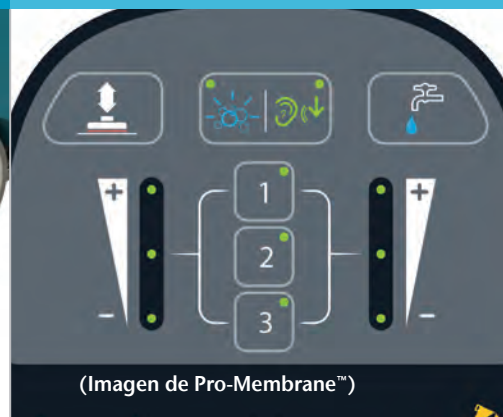 + 1 +
2
- 3 -
(Imagen de Pro-Membrane™)